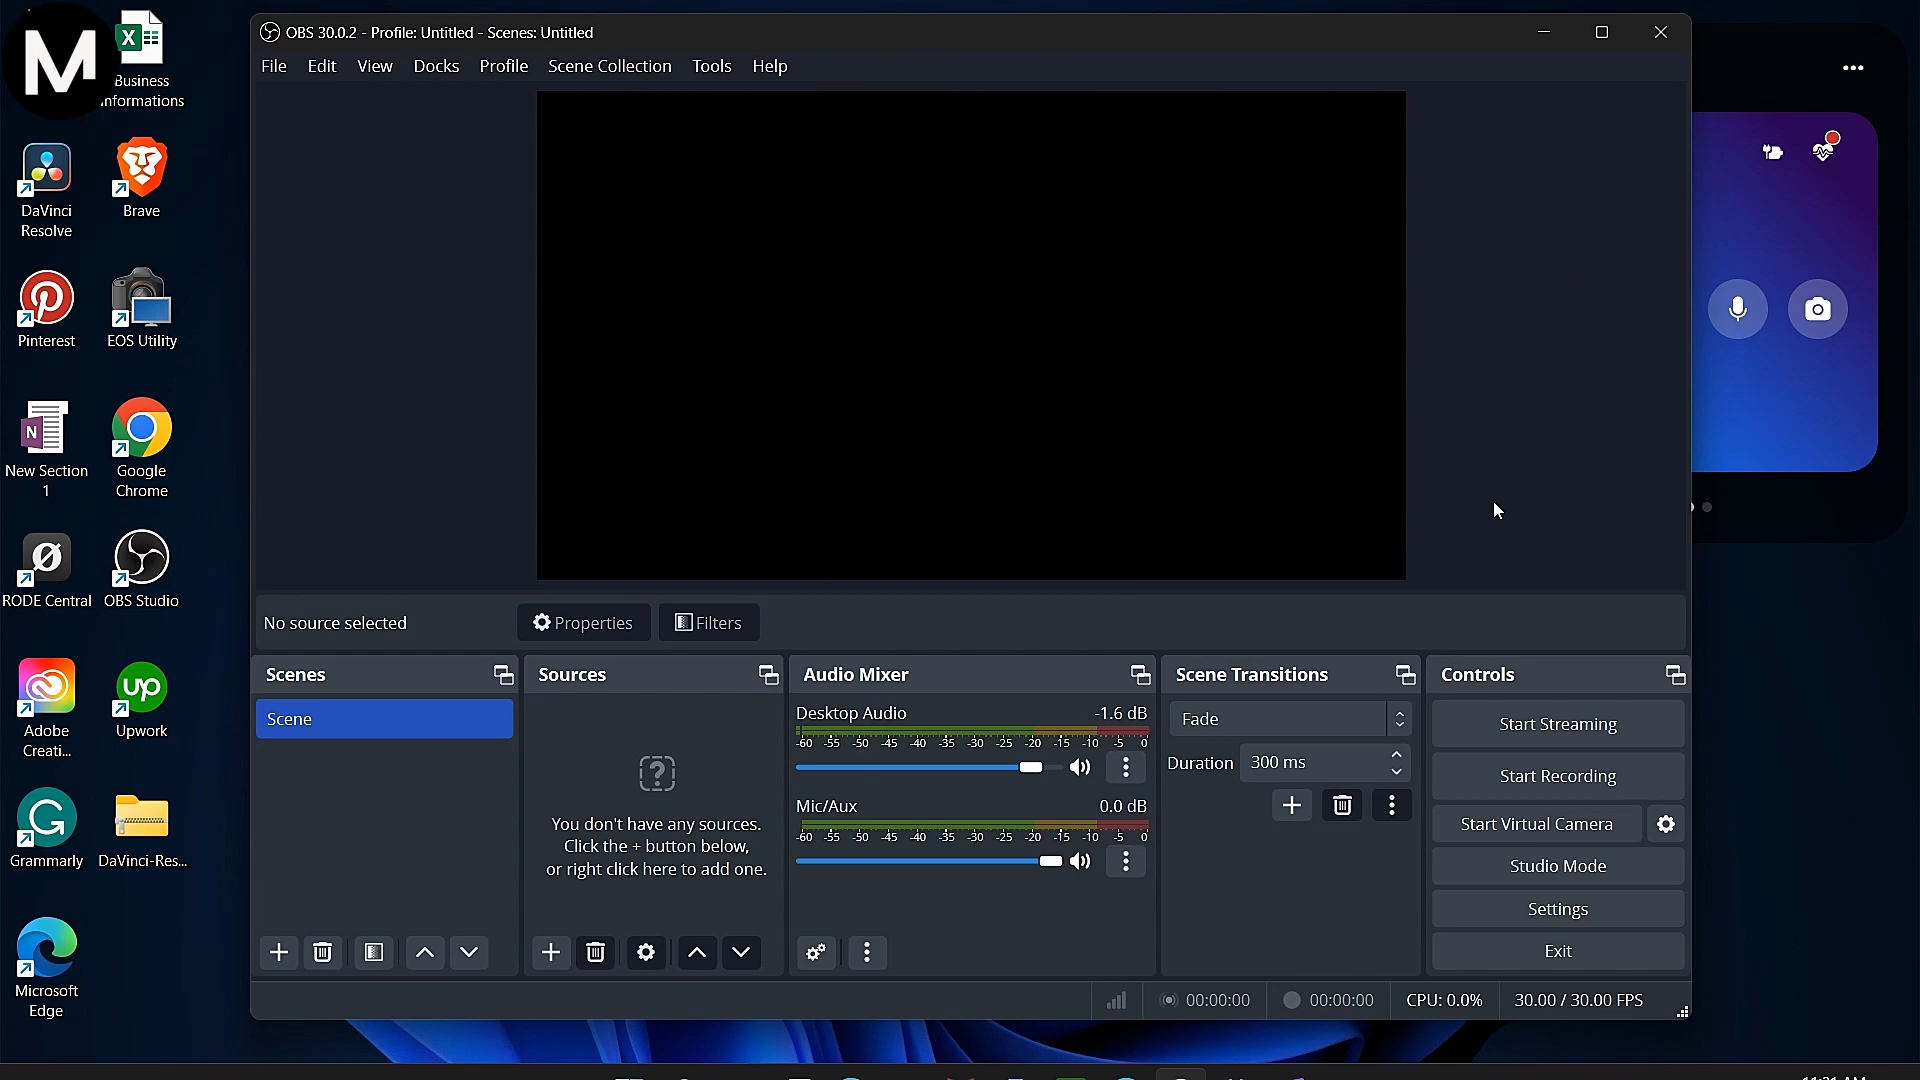 OBS 30.0.2 - Profile: Untitled - Scenes: Untitled
File Edit View Docks Profile Scene Collection Tools Help
M
Business
Informations
DaVinci
Resolve
Brave
Pinterest
EOS Utility
New Section
1
Google
Chrome
RODE Central
OBS Studio
Adobe
Creati...
Upwork
Grammarly
DaVinci-Res...
Microsoft
Edge
No source selected
Properties
Filters
Scenes
Scene
Sources
You don't have any sources.
Click the + button below,
or right click here to add one.
Audio Mixer
Desktop Audio -1.6 dB
-60 -55 -50 -45 -40 -35 -30 -25 -20 -15 -10 -5 0
Mic/Aux 0.0 dB
-60 -55 -50 -45 -40 -35 -30 -25 -20 -15 -10 -5 0
Scene Transitions
Fade
Duration 300 ms
Controls
Start Streaming
Start Recording
Start Virtual Camera
Studio Mode
Settings
Exit
00:00:00 00:00:00 CPU: 0.0% 30.00 / 30.00 FPS